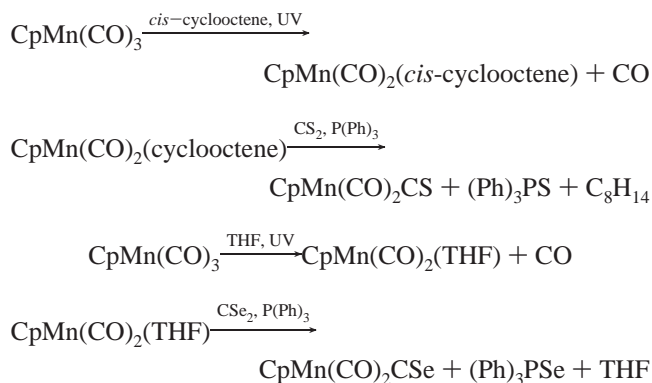 cis−cyclooctene, UV
CpMn(CO)₃ → 
CpMn(CO)₂(cis-cyclooctene) + CO
CS₂, P(Ph)₃
CpMn(CO)₂(cyclooctene) →
CpMn(CO)₂CS + (Ph)₃PS + C₈H₁₄
THF, UV
CpMn(CO)₃ → CpMn(CO)₂(THF) + CO
CSe₂, P(Ph)₃
CpMn(CO)₂(THF) →
CpMn(CO)₂CSe + (Ph)₃PSe + THF